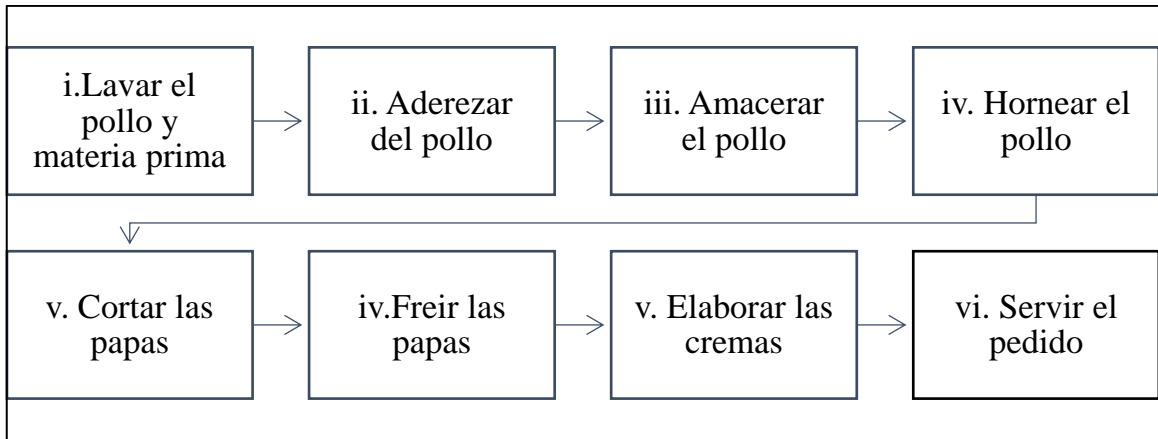 i.Lavar el
pollo y
materia prima
ii. Aderezar
del pollo
iii. Amacerar
el pollo
iv. Hornear el
pollo
v. Cortar las
papas
iv.Freir las
papas
v. Elaborar las
cremas
vi. Servir el
pedido